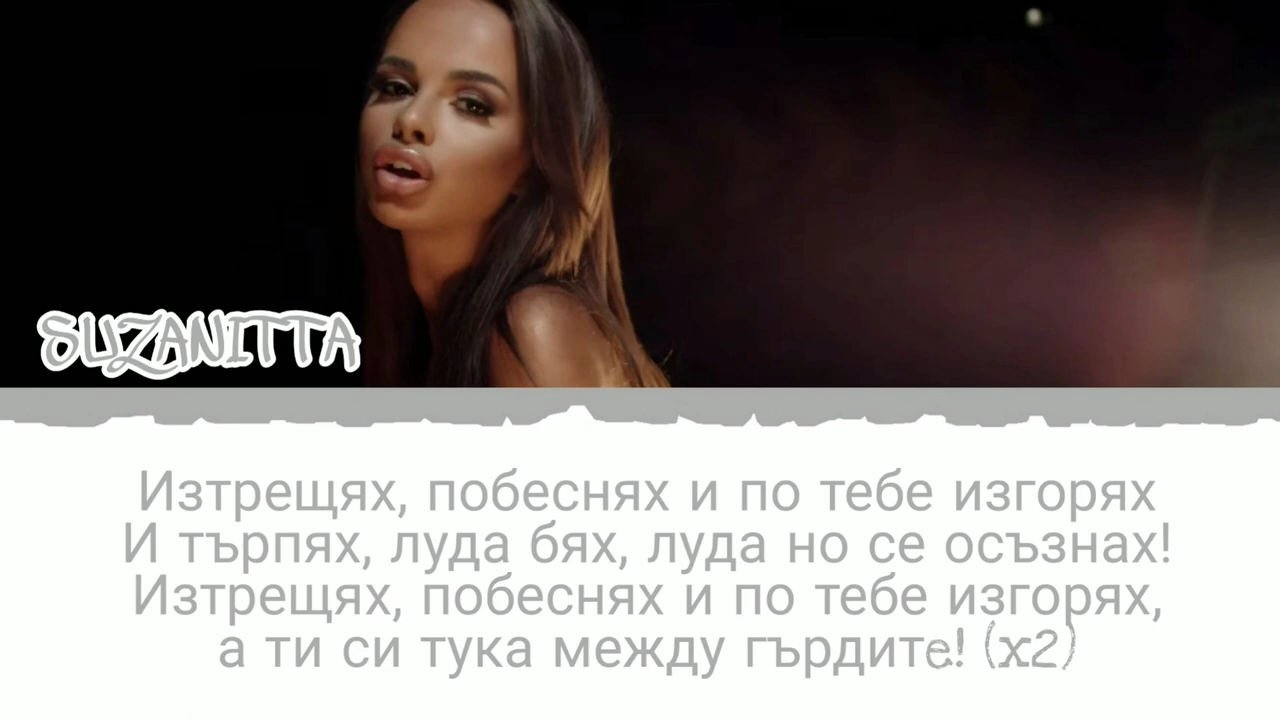 SUZANITTA
Изтрещях, побеснях и по тебе изгорях
И търпях, луда бях, луда но се осъзнах!
Изтрещях, побеснях и по тебе изгорях,
а ти си тука между гърдите! (x2)